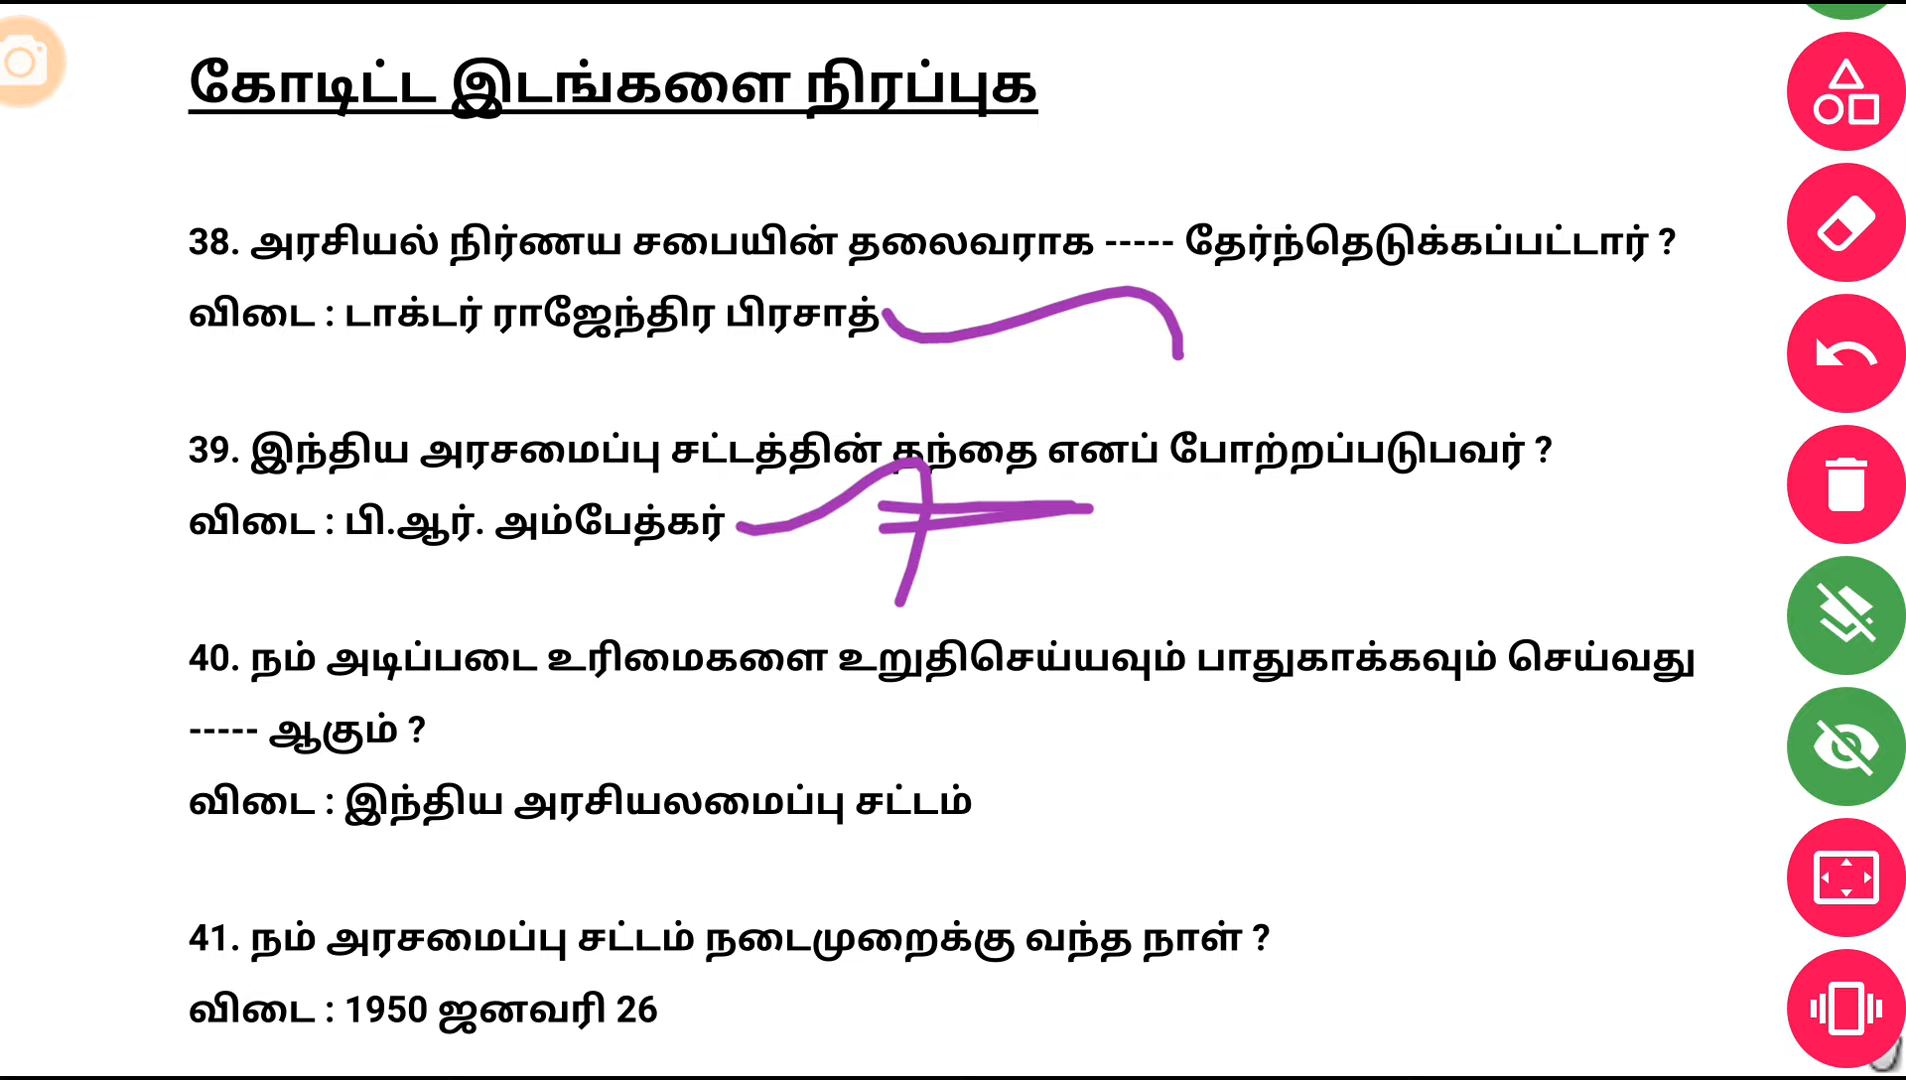 கோடிட்ட இடங்களை நிரப்புக
38. அரசியல் நிர்ணய சபையின் தலைவராக ----- தேர்ந்தெடுக்கப்பட்டார் ?
விடை : டாக்டர் ராஜேந்திர பிரசாத்
39. இந்திய அரசமைப்பு சட்டத்தின் தந்தை எனப் போற்றப்படுபவர் ?
விடை : பி.ஆர். அம்பேத்கர்
40. நம் அடிப்படை உரிமைகளை உறுதிசெய்யவும் பாதுகாக்கவும் செய்வது
----- ஆகும் ?
விடை : இந்திய அரசியலமைப்பு சட்டம்
41. நம் அரசமைப்பு சட்டம் நடைமுறைக்கு வந்த நாள் ?
விடை : 1950 ஜனவரி 26